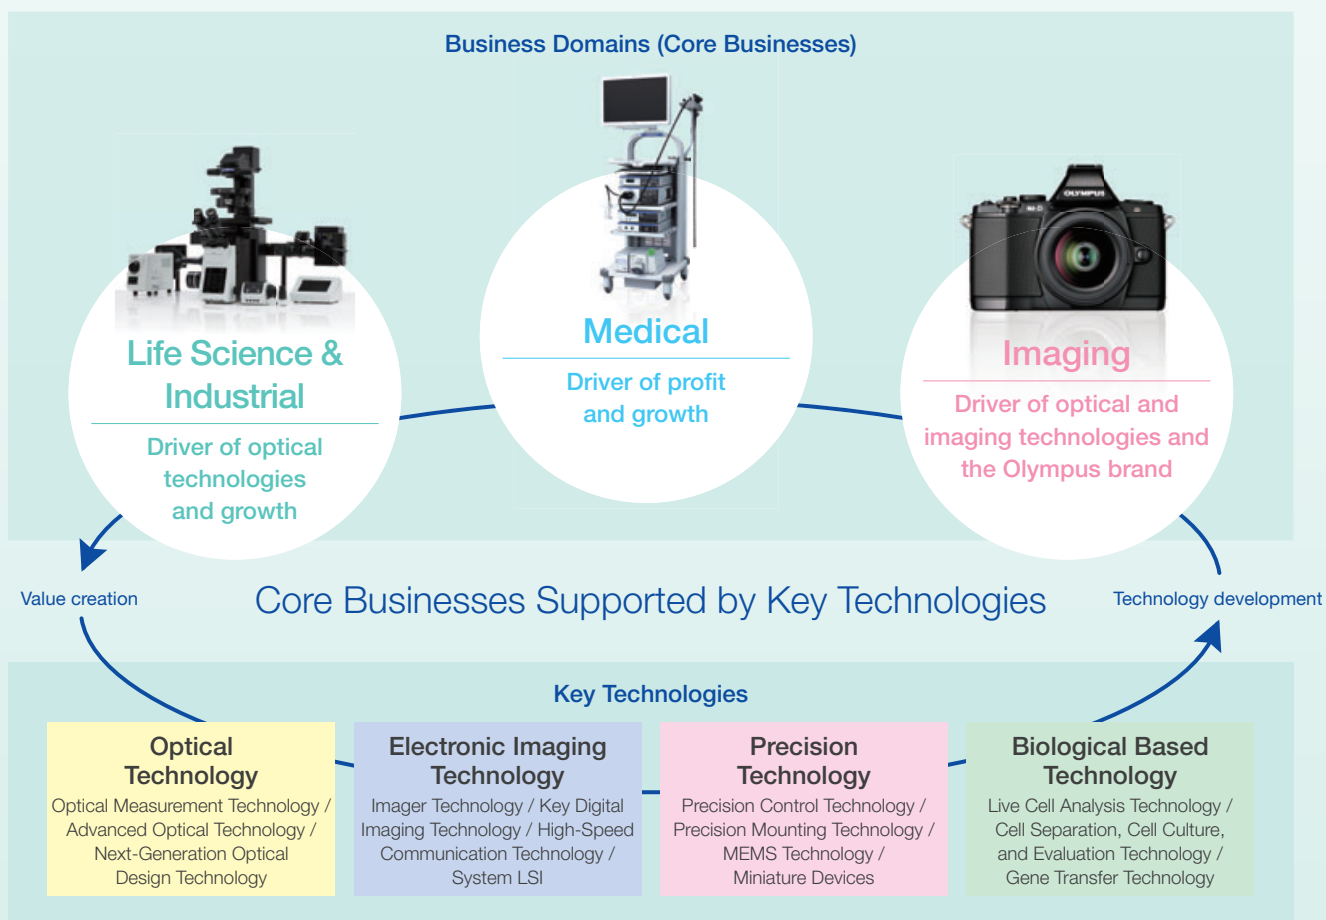 Business Domains (Core Businesses)
OLYMPUS
Life Science &
Industrial
Driver of optical
technologies
and growth
Medical
Driver of profit
and growth
Imaging
Driver of optical and
imaging technologies and
the Olympus brand
Value creation
Core Businesses Supported by Key Technologies
Technology development
Key Technologies
Optical
Technology
Optical Measurement Technology /
Advanced Optical Technology /
Next-Generation Optical
Design Technology
Electronic Imaging
Technology
Imager Technology / Key Digital
Imaging Technology / High-Speed
Communication Technology /
System LSI
Precision
Technology
Precision Control Technology /
Precision Mounting Technology /
MEMS Technology /
Miniature Devices
Biological Based
Technology
Live Cell Analysis Technology /
Cell Separation, Cell Culture,
and Evaluation Technology /
Gene Transfer Technology